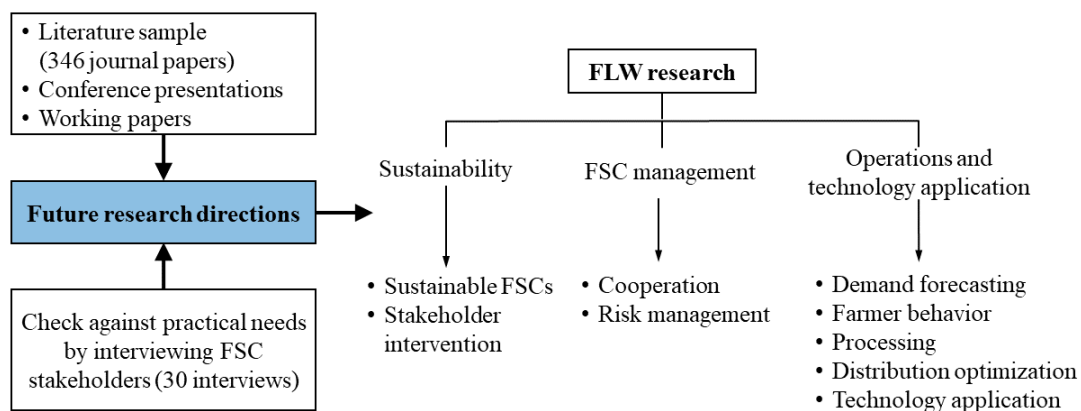 • Literature sample
(346 journal papers)
• Conference presentations
• Working papers
Future research directions
Check against practical needs
by interviewing FSC
stakeholders (30 interviews)
FLW research
Sustainability
• Sustainable FSCs
• Stakeholder
intervention
FSC management
• Cooperation
• Risk management
Operations and
technology application
• Demand forecasting
• Farmer behavior
• Processing
• Distribution optimization
• Technology application